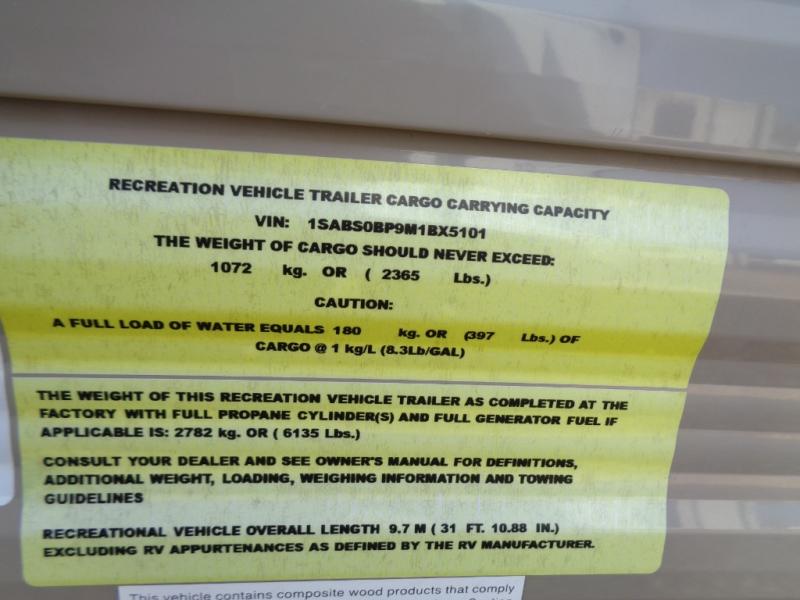 RECREATION VEHICLE TRAILER CARGO CARRYING CAPACITY
VIN: 1SABS0BP9M1BX5101
THE WEIGHT OF CARGO SHOULD NEVER EXCEED:
1072 kg. OR ( 2365 Lbs.)
CAUTION:
A FULL LOAD OF WATER EQUALS 180 kg. OR (397 Lbs.) OF
CARGO @ 1 kg/L (8.3Lb/GAL)
THE WEIGHT OF THIS RECREATION VEHICLE TRAILER AS COMPLETED AT THE
FACTORY WITH FULL PROPANE CYLINDER(S) AND FULL GENERATOR FUEL IF
APPLICABLE IS: 2782 kg. OR ( 6135 Lbs.)
CONSULT YOUR DEALER AND SEE OWNER'S MANUAL FOR DEFINITIONS,
ADDITIONAL WEIGHT, LOADING, WEIGHING INFORMATION AND TOWING
GUIDELINES
RECREATIONAL VEHICLE OVERALL LENGTH 9.7 M ( 31 FT. 10.88 IN.)
EXCLUDING RV APPURTENANCES AS DEFINED BY THE RV MANUFACTURER.
This vehicle contains composite wood products that comply